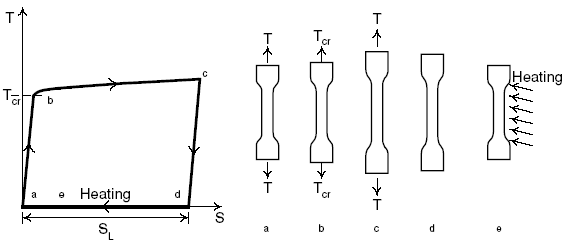 T
T_cr
b
c
a e Heating d
S
S_L
T T_cr T
Heating
T T_cr T
a b c d e